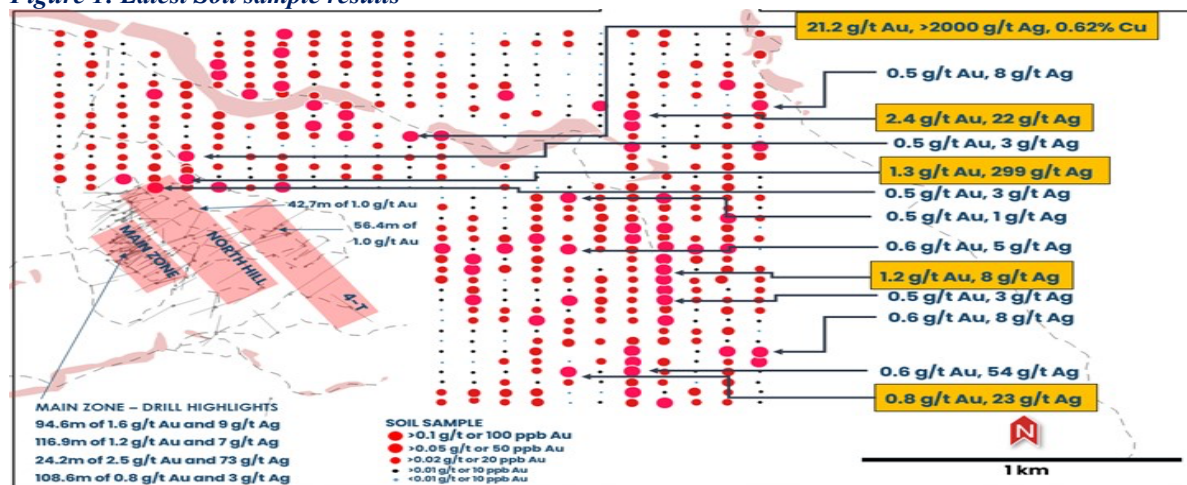 Figure 1: Latest Soil sample results
21.2 g/t Au, >2000 g/t Ag, 0.62% Cu
0.5 g/t Au, 8 g/t Ag
2.4 g/t Au, 22 g/t Ag
0.5 g/t Au, 3 g/t Ag
1.3 g/t Au, 299 g/t Ag
0.5 g/t Au, 3 g/t Ag
0.5 g/t Au, 1 g/t Ag
0.6 g/t Au, 5 g/t Ag
1.2 g/t Au, 8 g/t Ag
0.5 g/t Au, 3 g/t Ag
0.6 g/t Au, 8 g/t Ag
0.6 g/t Au, 54 g/t Ag
0.8 g/t Au, 23 g/t Ag
42.7m of 1.0 g/t Au
56.4m of
1.0 g/t Au
MAIN ZONE
NORTH HILL
4-T
MAIN ZONE – DRILL HIGHLIGHTS
94.6m of 1.6 g/t Au and 9 g/t Ag
116.9m of 1.2 g/t Au and 7 g/t Ag
24.2m of 2.5 g/t Au and 73 g/t Ag
108.6m of 0.8 g/t Au and 3 g/t Ag
SOIL SAMPLE
>0.1 g/t or 100 ppb Au
>0.05 g/t or 50 ppb Au
>0.02 g/t or 20 ppb Au
>0.01 g/t or 10 ppb Au
<0.01 g/t or 10 ppb Au
N
1 km